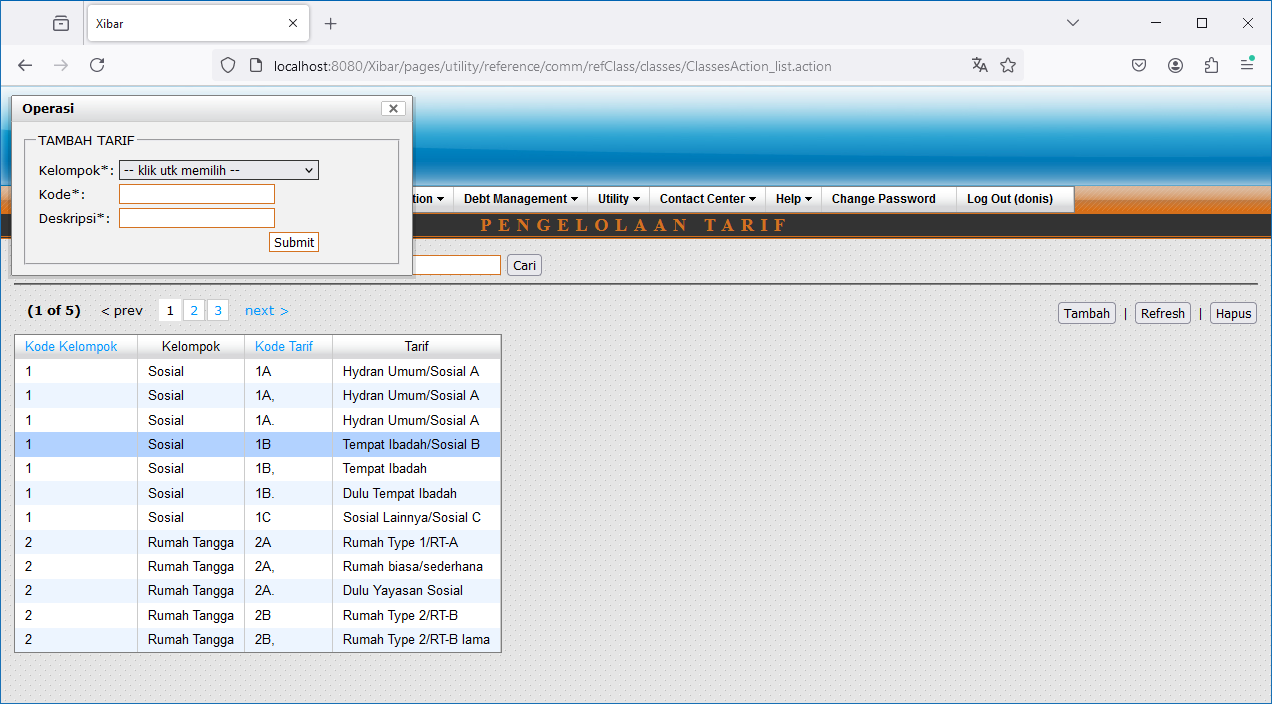 Xibar
localhost:8080/Xibar/pages/utility/reference/comm/refClass/classes/ClassesAction_list.action
Operasi
TAMBAH TARIF
Kelompok*: -- klik utk memilih --
Kode*:
Deskripsi*:
Submit
tion Debt Management Utility Contact Center Help Change Password Log Out (donis)
PENGELOLAAN TARIF
Cari
(1 of 5) < prev 1 2 3 next >
Tambah | Refresh | Hapus
Kode Kelompok Kelompok Kode Tarif Tarif
1 Sosial 1A Hydran Umum/Sosial A
1 Sosial 1A, Hydran Umum/Sosial A
1 Sosial 1A. Hydran Umum/Sosial A
1 Sosial 1B Tempat Ibadah/Sosial B
1 Sosial 1B, Tempat Ibadah
1 Sosial 1B. Dulu Tempat Ibadah
1 Sosial 1C Sosial Lainnya/Sosial C
2 Rumah Tangga 2A Rumah Type 1/RT-A
2 Rumah Tangga 2A, Rumah biasa/sederhana
2 Rumah Tangga 2A. Dulu Yayasan Sosial
2 Rumah Tangga 2B Rumah Type 2/RT-B
2 Rumah Tangga 2B, Rumah Type 2/RT-B lama